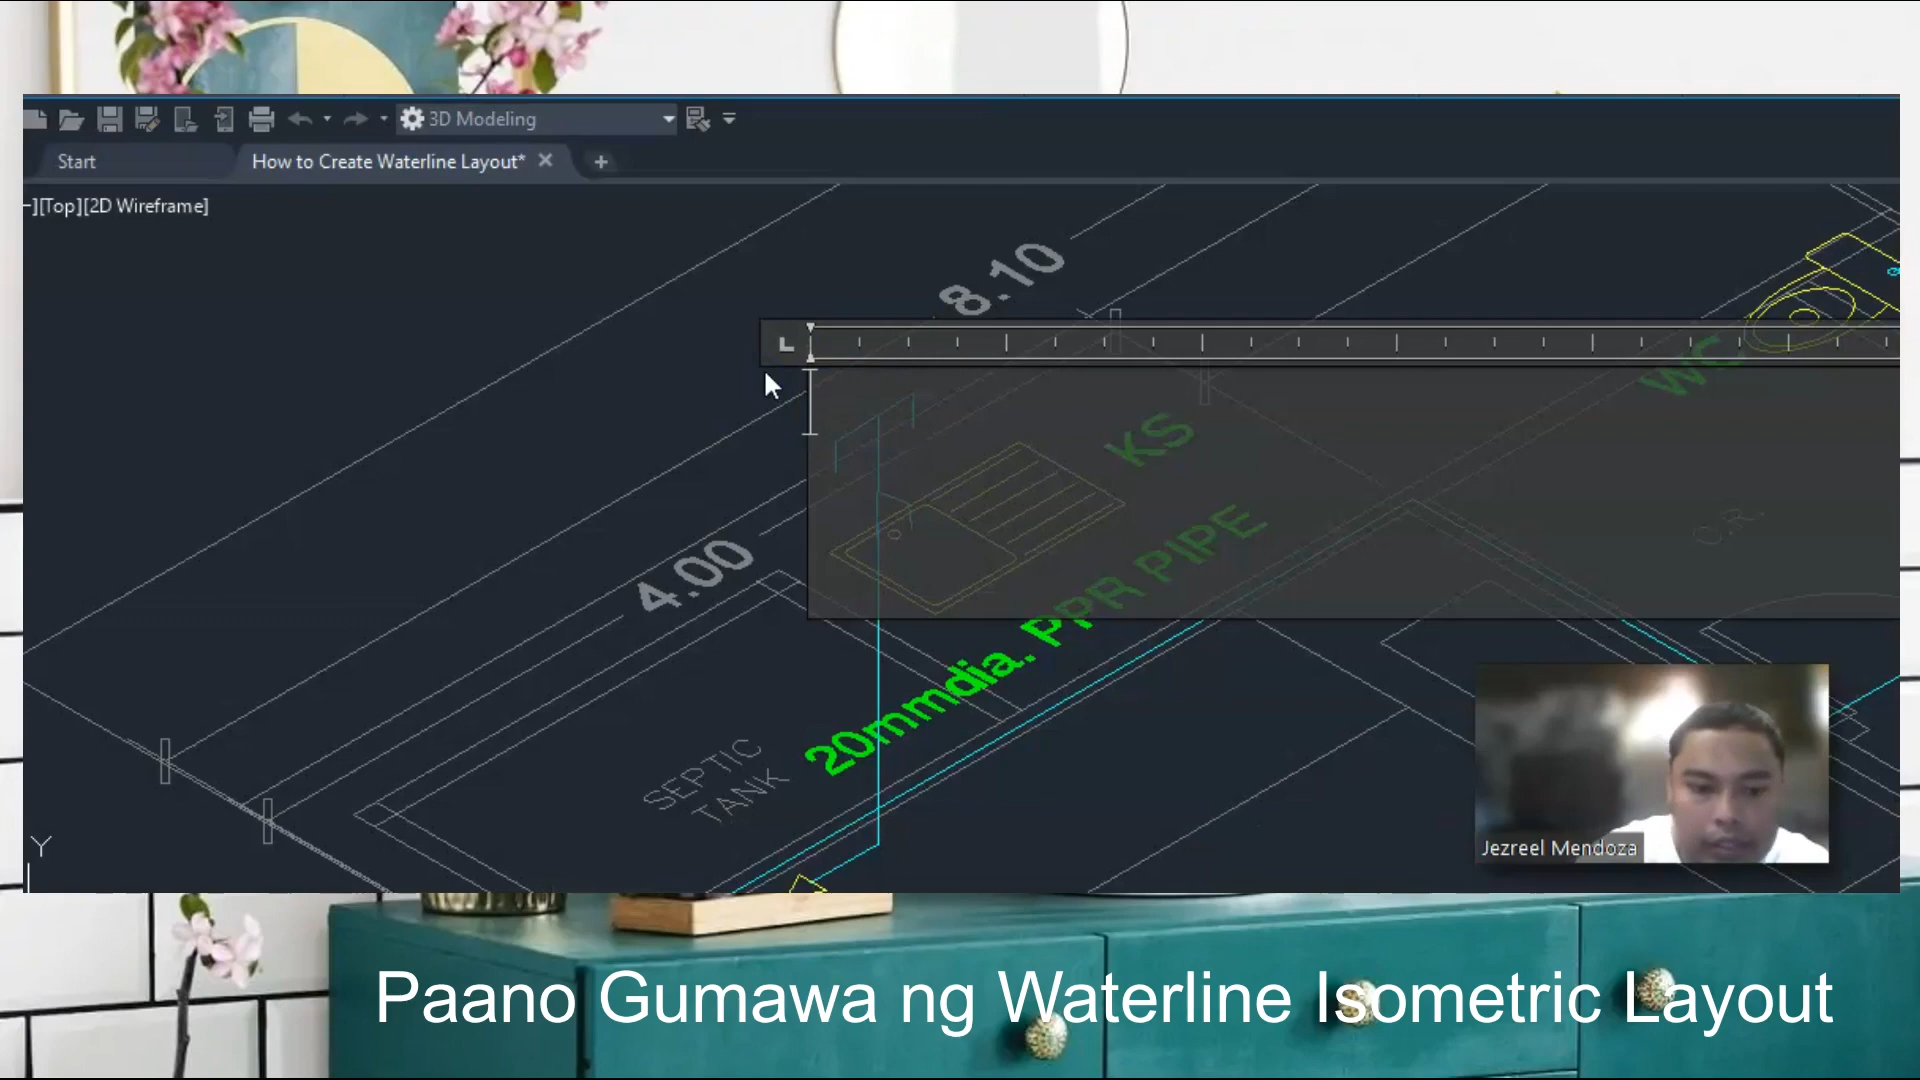 3D Modeling
Start
How to Create Waterline Layout*
-][Top][2D Wireframe]
8.10
WC
KS
C.R.
4.00
20mmdia. PPR PIPE
SEPTIC
TANK
Y
Jezreel Mendoza
Paano Gumawa ng Waterline Isometric Layout